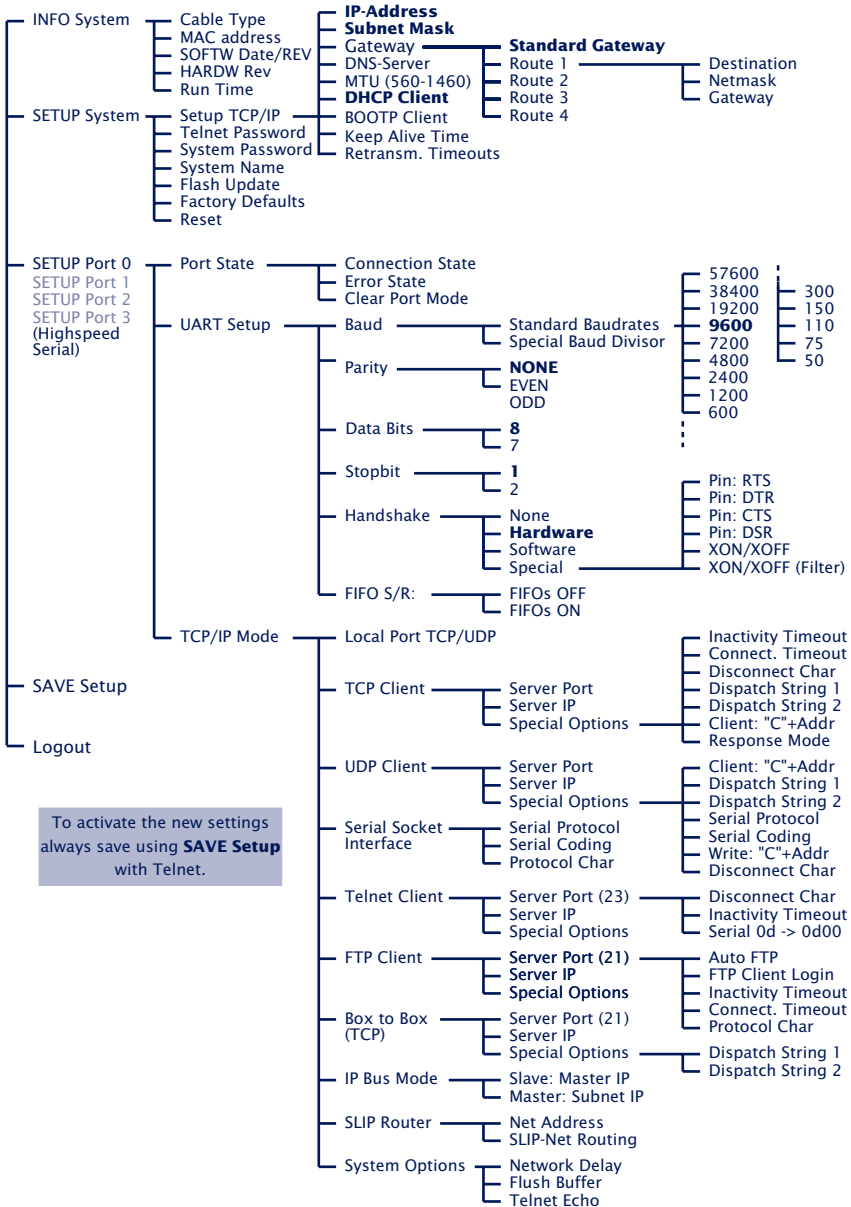 INFO System
Cable Type
MAC address
SOFTW Date/REV
HARDW Rev
Run Time
SETUP System
Setup TCP/IP
IP-Address
Subnet Mask
Gateway
Standard Gateway
Route 1
Destination
Netmask
Gateway
Route 2
Route 3
Route 4
DNS-Server
MTU (560-1460)
DHCP Client
BOOTP Client
Keep Alive Time
Retransm. Timeouts
Telnet Password
System Password
System Name
Flash Update
Factory Defaults
Reset
SETUP Port 0
SETUP Port 1
SETUP Port 2
SETUP Port 3
(Highspeed
Serial)
Port State
Connection State
Error State
Clear Port Mode
UART Setup
Baud
Standard Baudrates
57600
38400
19200
9600
7200
4800
2400
1200
600
300
150
110
75
50
Special Baud Divisor
Parity
NONE
EVEN
ODD
Data Bits
8
7
Stopbit
1
2
Handshake
None
Hardware
Software
Special
Pin: RTS
Pin: DTR
Pin: CTS
Pin: DSR
XON/XOFF
XON/XOFF (Filter)
FIFO S/R:
FIFOs OFF
FIFOs ON
TCP/IP Mode
Local Port TCP/UDP
TCP Client
Server Port
Server IP
Special Options
Inactivity Timeout
Connect. Timeout
Disconnect Char
Dispatch String 1
Dispatch String 2
Client: "C"+Addr
Response Mode
UDP Client
Server Port
Server IP
Special Options
Client: "C"+Addr
Dispatch String 1
Dispatch String 2
Serial Protocol
Serial Coding
Write: "C"+Addr
Disconnect Char
Serial Socket
Interface
Serial Protocol
Serial Coding
Protocol Char
Telnet Client
Server Port (23)
Server IP
Special Options
Disconnect Char
Inactivity Timeout
Serial 0d -> 0d00
FTP Client
Server Port (21)
Server IP
Special Options
Auto FTP
FTP Client Login
Inactivity Timeout
Connect. Timeout
Protocol Char
Box to Box
(TCP)
Server Port (21)
Server IP
Special Options
Dispatch String 1
Dispatch String 2
IP Bus Mode
Slave: Master IP
Master: Subnet IP
SLIP Router
Net Address
SLIP-Net Routing
System Options
Network Delay
Flush Buffer
Telnet Echo
SAVE Setup
Logout
To activate the new settings
always save using SAVE Setup
with Telnet.